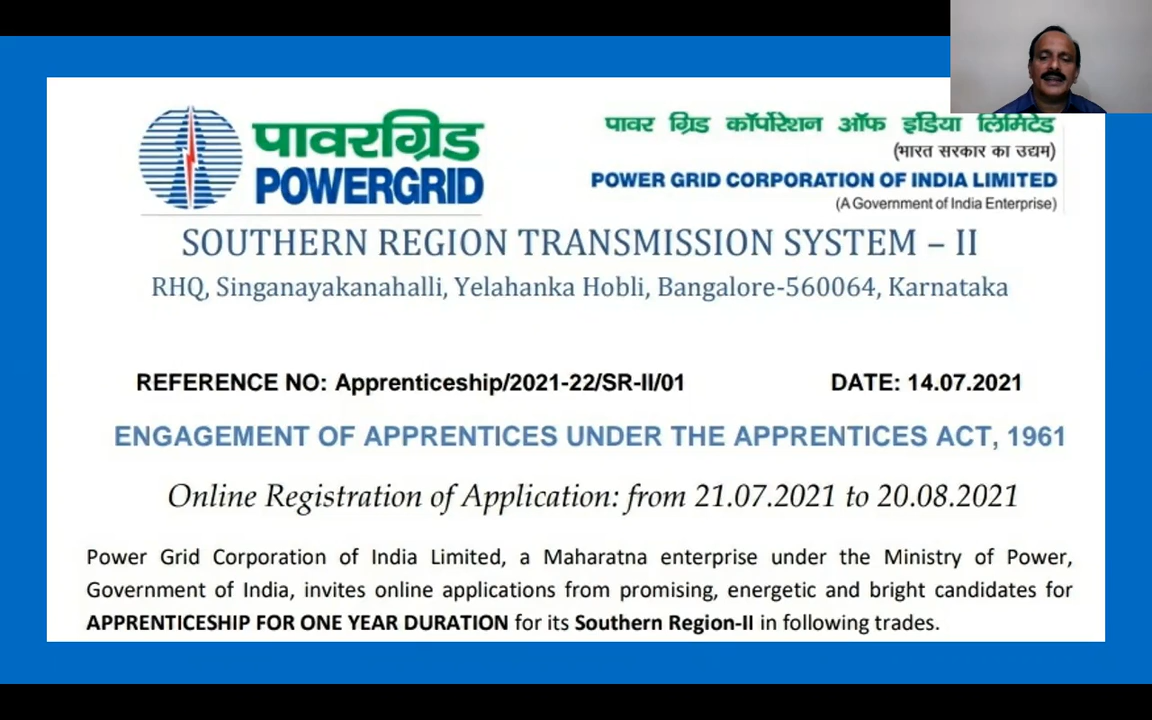 पावरग्रिड
POWERGRID
पावर ग्रिड कॉर्पोरेशन ऑफ इंडिया लिमिटेड
(भारत सरकार का उद्यम)
POWER GRID CORPORATION OF INDIA LIMITED
(A Government of India Enterprise)
SOUTHERN REGION TRANSMISSION SYSTEM – II
RHQ, Singanayakanahalli, Yelahanka Hobli, Bangalore-560064, Karnataka
REFERENCE NO: Apprenticeship/2021-22/SR-II/01 DATE: 14.07.2021
ENGAGEMENT OF APPRENTICES UNDER THE APPRENTICES ACT, 1961
Online Registration of Application: from 21.07.2021 to 20.08.2021
Power Grid Corporation of India Limited, a Maharatna enterprise under the Ministry of Power,
Government of India, invites online applications from promising, energetic and bright candidates for
APPRENTICESHIP FOR ONE YEAR DURATION for its Southern Region-II in following trades.